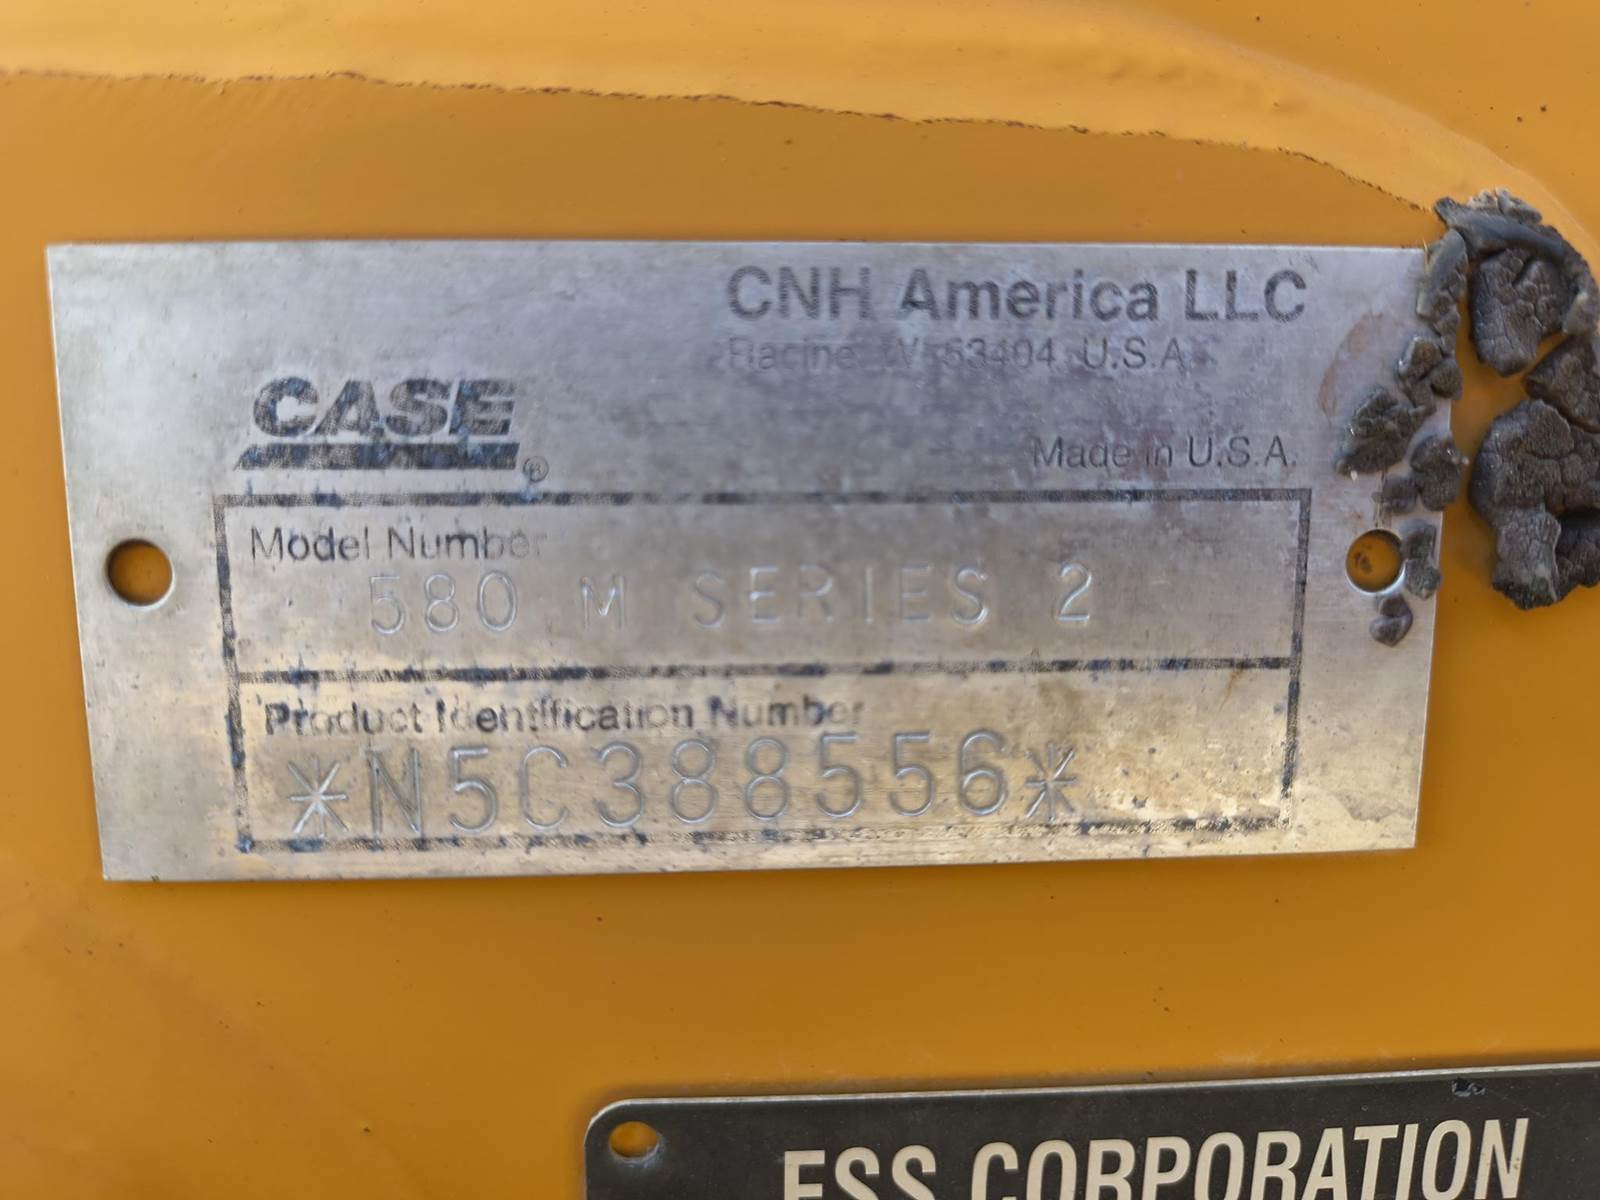 CNH America LLC
Racine, WI 53404 U.S.A.
CASE®
Made in U.S.A.
Model Number
580 M SERIES 2
Product Identification Number
*N5C388556*
ESS CORPORATION